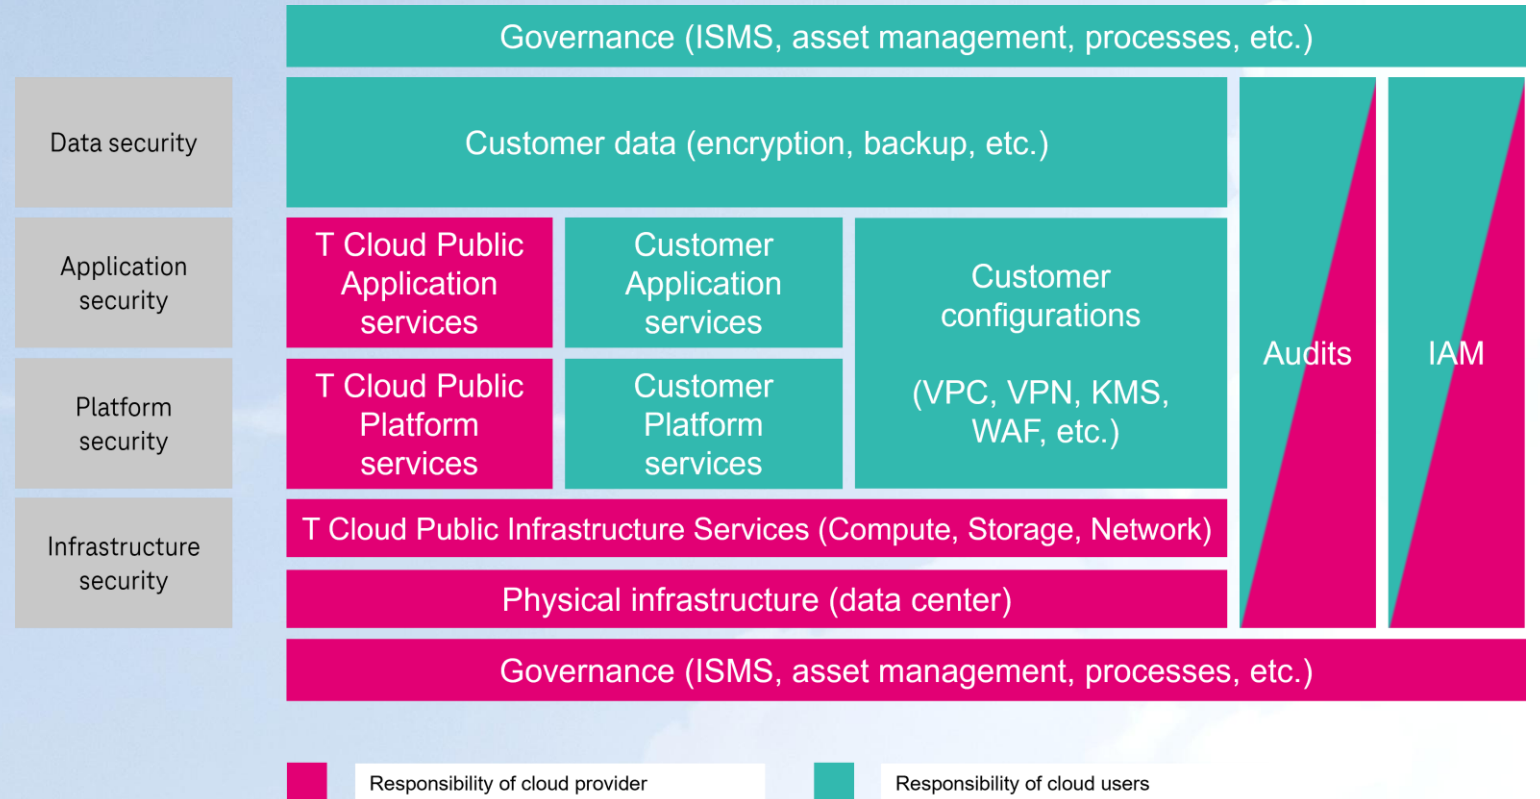 Governance (ISMS, asset management, processes, etc.)
Data security
Customer data (encryption, backup, etc.)
Application
security
T Cloud Public
Application
services
Customer
Application
services
Customer
configurations
(VPC, VPN, KMS,
WAF, etc.)
Audits
IAM
Platform
security
T Cloud Public
Platform
services
Customer
Platform
services
Infrastructure
security
T Cloud Public Infrastructure Services (Compute, Storage, Network)
Physical infrastructure (data center)
Governance (ISMS, asset management, processes, etc.)
Responsibility of cloud provider
Responsibility of cloud users